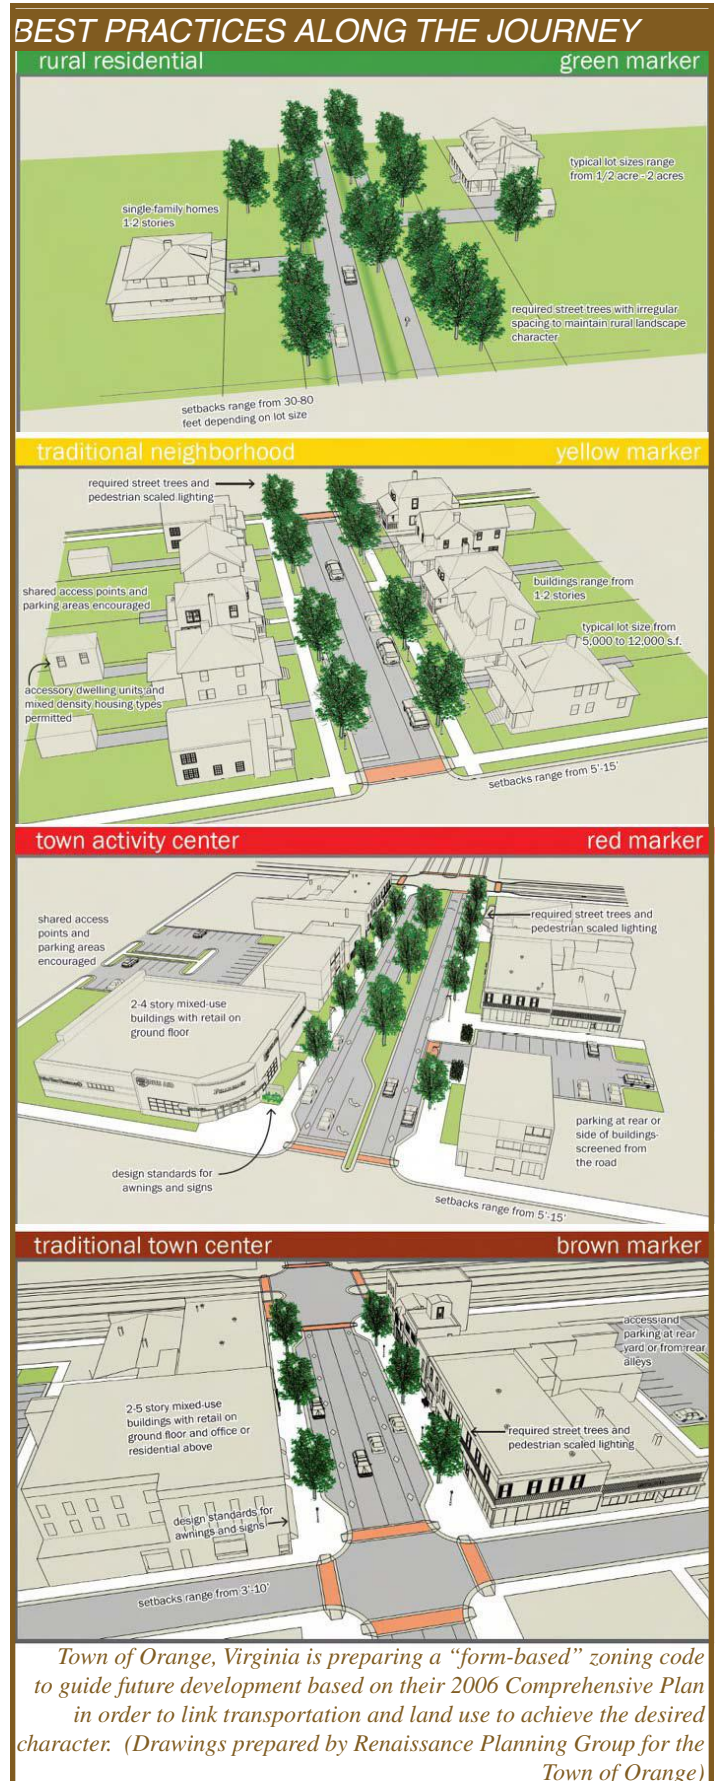 BEST PRACTICES ALONG THE JOURNEY
rural residential
green marker
typical lot sizes range
from 1/2 acre - 2 acres
single-family homes
1-2 stories
required street trees with irregular
spacing to maintain rural landscape
character
setbacks range from 30-80
feet depending on lot size
traditional neighborhood
yellow marker
required street trees and
pedestrian scaled lighting
shared access points and
parking areas encouraged
buildings range from
1-2 stories
typical lot size from
5,000 to 12,000 s.f.
accessory dwelling units and
mixed density housing types
permitted
setbacks range from 5'-15'
town activity center
red marker
shared access
points and
parking areas
encouraged
required street trees and
pedestrian scaled lighting
2-4 story mixed-use
buildings with retail on
ground floor
parking at rear or
side of buildings-
screened from
the road
design standards for
awnings and signs
setbacks range from 5'-15'
traditional town center
brown marker
access and
parking at rear
yard or from rear
alleys
2-5 story mixed-use
buildings with retail on
ground floor and office or
residential above
required street trees and
pedestrian scaled lighting
design standards for
awnings and signs
setbacks range from 3'-10'
Town of Orange, Virginia is preparing a “form-based” zoning code
to guide future development based on their 2006 Comprehensive Plan
in order to link transportation and land use to achieve the desired
character. (Drawings prepared by Renaissance Planning Group for the
Town of Orange)